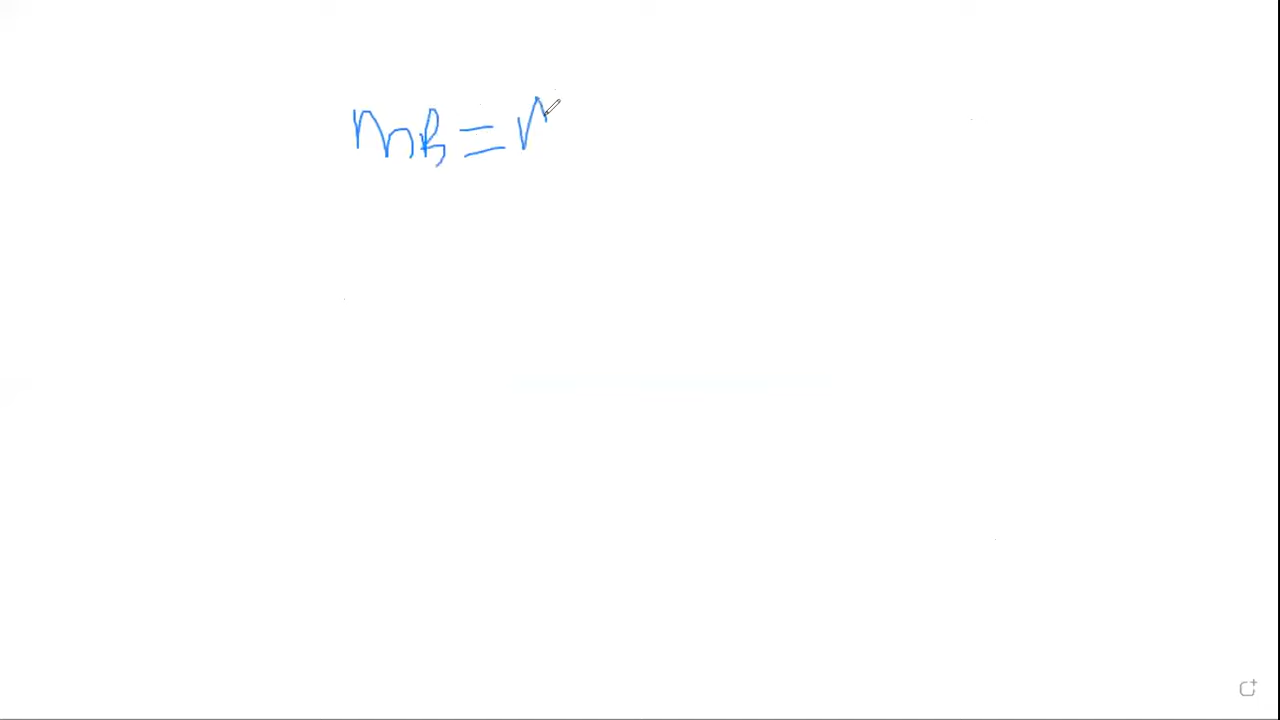 mB =